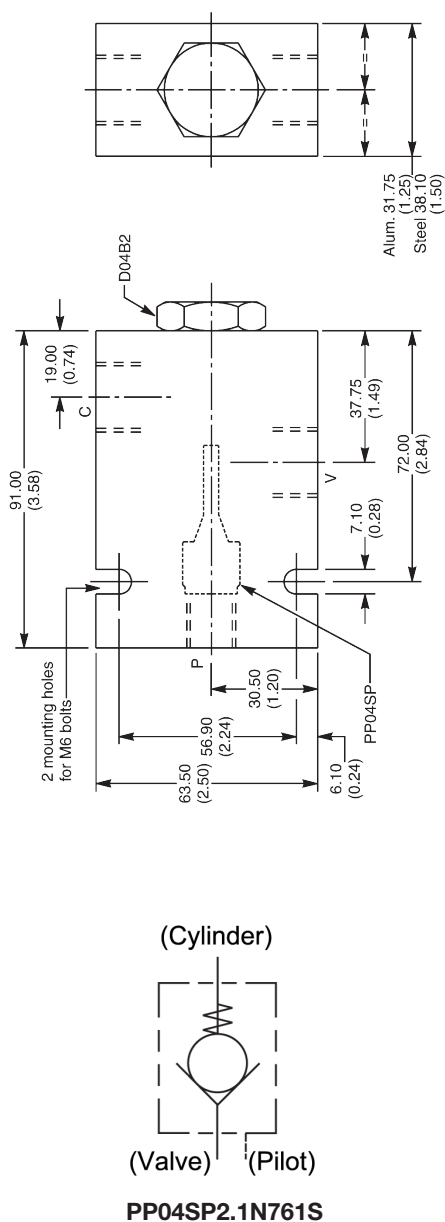 Alum. 31.75
(1.25)
Steel 38.10
(1.50)
=
=
D04B2
19.00
(0.74)
C
91.00
(3.58)
37.75
(1.49)
72.00
(2.84)
V
7.10
(0.28)
2 mounting holes
for M6 bolts
P
30.50
(1.20)
PP04SP
56.90
(2.24)
63.50
(2.50)
6.10
(0.24)
(Cylinder)
(Valve) (Pilot)
PP04SP2.1N761S